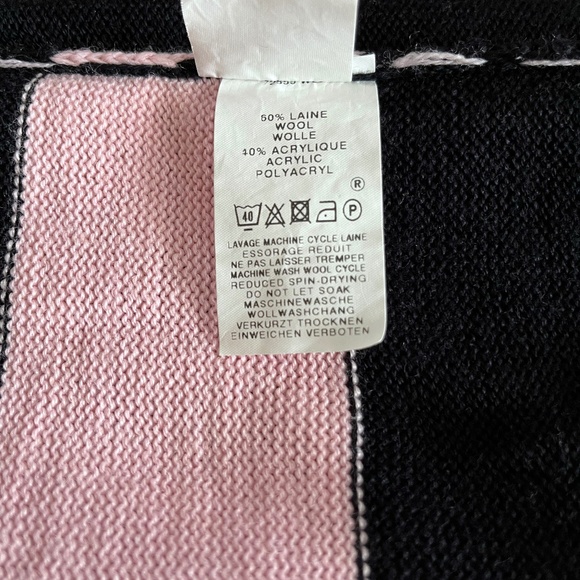 50% LAINE
WOOL
WOLLE
40% ACRYLIQUE
ACRYLIC
POLYACRYL
®
40 P
LAVAGE MACHINE CYCLE LAINE
ESSORAGE REDUIT
NE PAS LAISSER TREMPER
MACHINE WASH WOOL CYCLE
REDUCED SPIN-DRYING
DO NOT LET SOAK
MASCHINEWASCHE
WOLLWASHCHANG
VERKURZT TROCKNEN
EINWEICHEN VERBOTEN